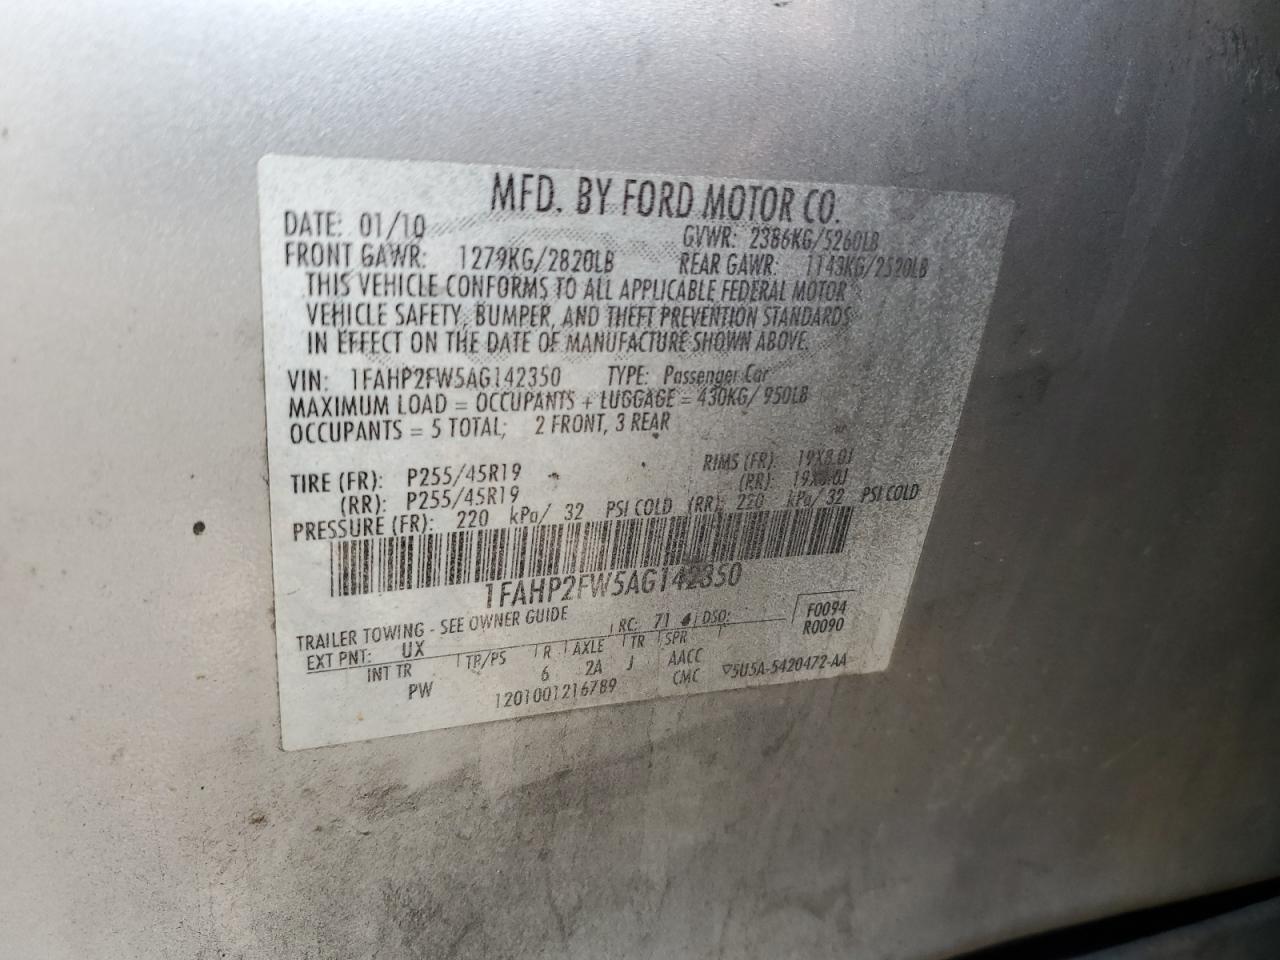 MFD. BY FORD MOTOR CO.
DATE: 01/10 GVWR: 2386KG/5260LB
FRONT GAWR: 1279KG/2820LB REAR GAWR: 1143KG/2520LB
THIS VEHICLE CONFORMS TO ALL APPLICABLE FEDERAL MOTOR
VEHICLE SAFETY, BUMPER, AND THEFT PREVENTION STANDARDS
IN EFFECT ON THE DATE OF MANUFACTURE SHOWN ABOVE.
VIN: 1FAHP2FW5AG142350 TYPE: Passenger Car
MAXIMUM LOAD = OCCUPANTS + LUGGAGE = 430KG/ 950LB
OCCUPANTS = 5 TOTAL; 2 FRONT, 3 REAR
TIRE (FR): P255/45R19 RIMS (FR): 19X8.0J
(RR): P255/45R19 (RR): 19X8.0J
PRESSURE (FR): 220 kPa/ 32 PSI COLD (RR): 220 kPa/ 32 PSI COLD
1FAHP2FW5AG142350
TRAILER TOWING - SEE OWNER GUIDE F0094
EXT PNT: UX RC: 71 DSO: R0090
INT TR TP/PS R AXLE TR SPR
PW 6 2A J AACC ▽5U5A-5420472-AA
1201001216789 CMC